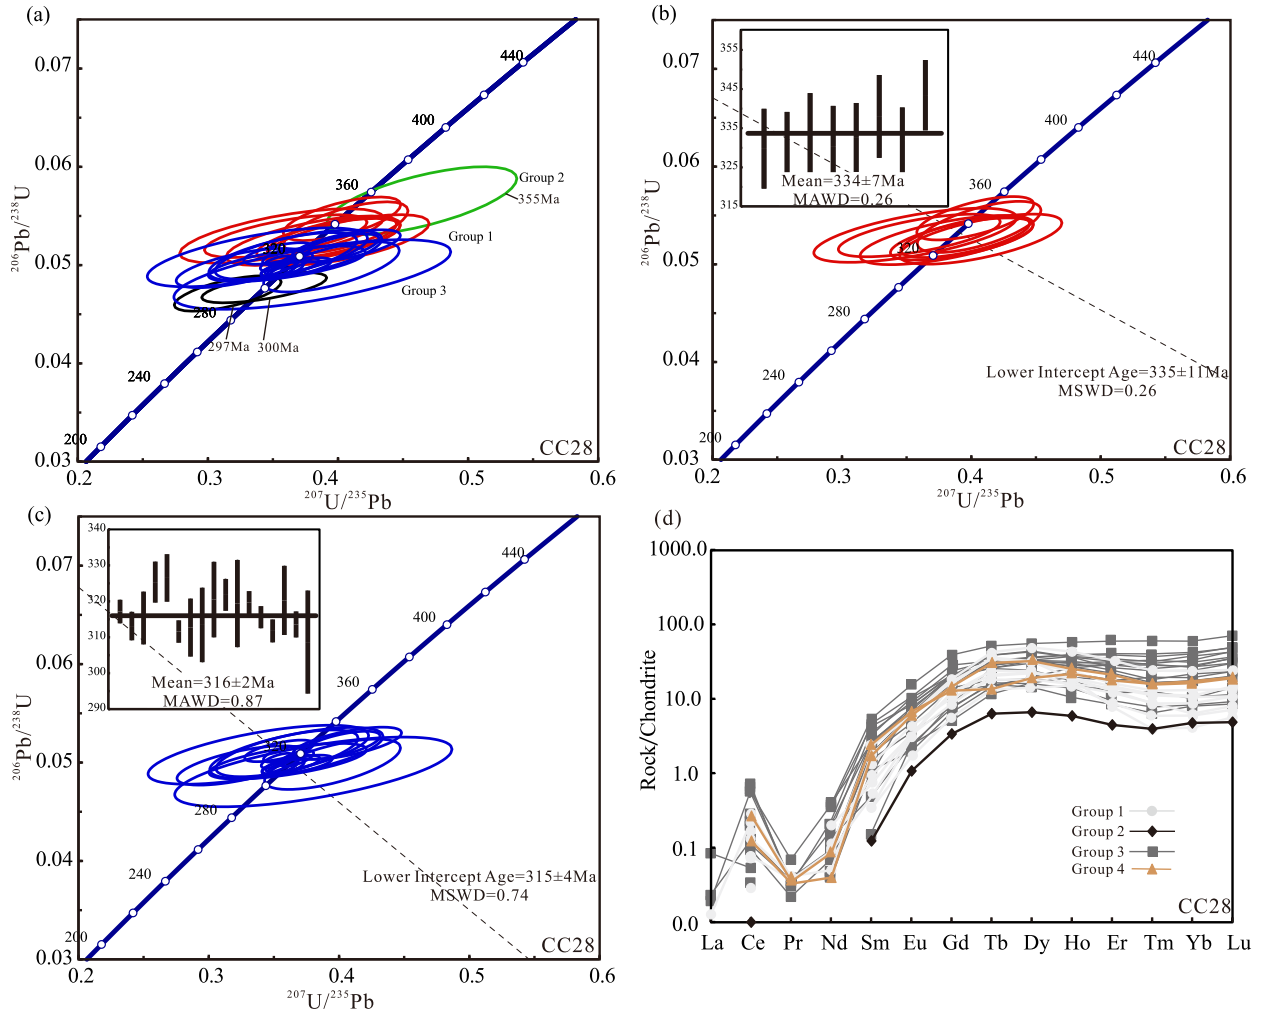 (a)
440
400
360
320
280
240
200
0.07
0.06
0.05
0.04
0.03
0.2
0.3
0.4
0.5
0.6
²⁰⁶Pb/²³⁸U
²⁰⁷U/²³⁵Pb
Group 2
355Ma
Group 1
Group 3
297Ma
300Ma
CC28
(b)
355
345
335
325
315
Mean=334±7Ma
MAWD=0.26
440
400
360
320
280
240
200
0.07
0.06
0.05
0.04
0.03
0.2
0.3
0.4
0.5
0.6
²⁰⁶Pb/²³⁸U
²⁰⁷U/²³⁵Pb
Lower Intercept Age=335±11Ma
MSWD=0.26
CC28
(c)
340
330
320
310
300
290
Mean=316±2Ma
MAWD=0.87
440
400
360
320
280
240
200
0.07
0.06
0.05
0.04
0.03
0.2
0.3
0.4
0.5
0.6
²⁰⁶Pb/²³⁸U
²⁰⁷U/²³⁵Pb
Lower Intercept Age=315±4Ma
MSWD=0.74
CC28
(d)
1000.0
100.0
10.0
1.0
0.1
0.0
Rock/Chondrite
Group 1
Group 2
Group 3
Group 4
CC28
La Ce Pr Nd Sm Eu Gd Tb Dy Ho Er Tm Yb Lu